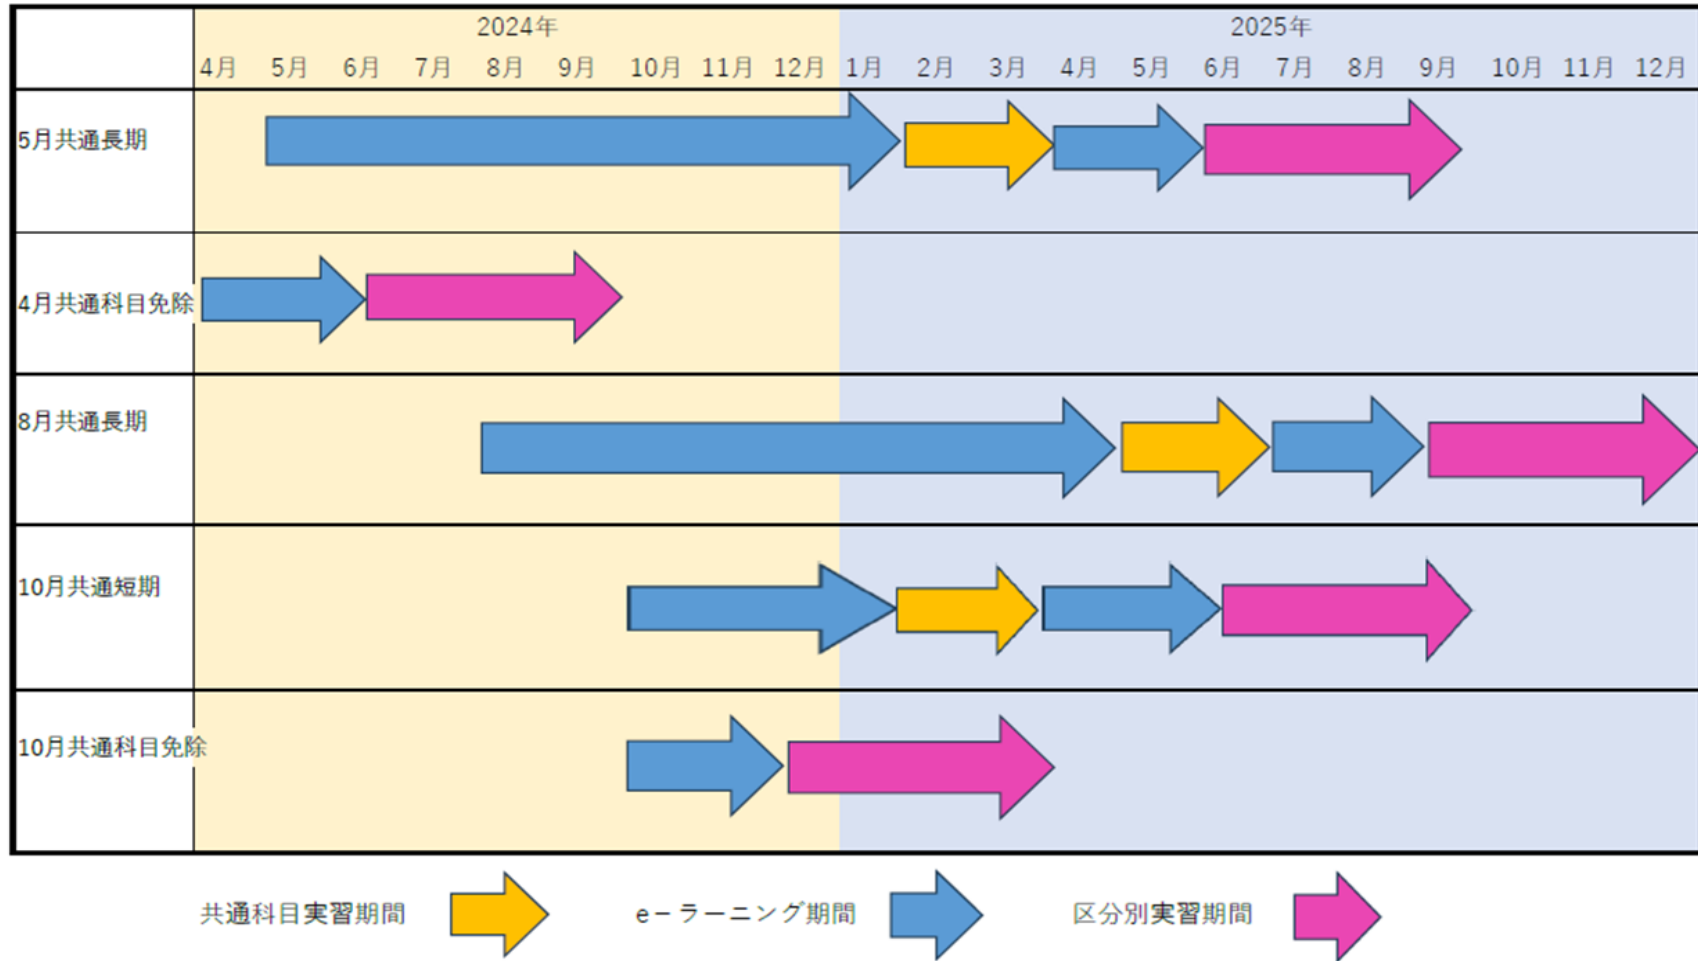 2024年 2025年
4月 5月 6月 7月 8月 9月 10月 11月 12月 1月 2月 3月 4月 5月 6月 7月 8月 9月 10月 11月 12月
5月共通長期
4月共通科目免除
8月共通長期
10月共通短期
10月共通科目免除
共通科目実習期間 e－ラーニング期間 区分別実習期間